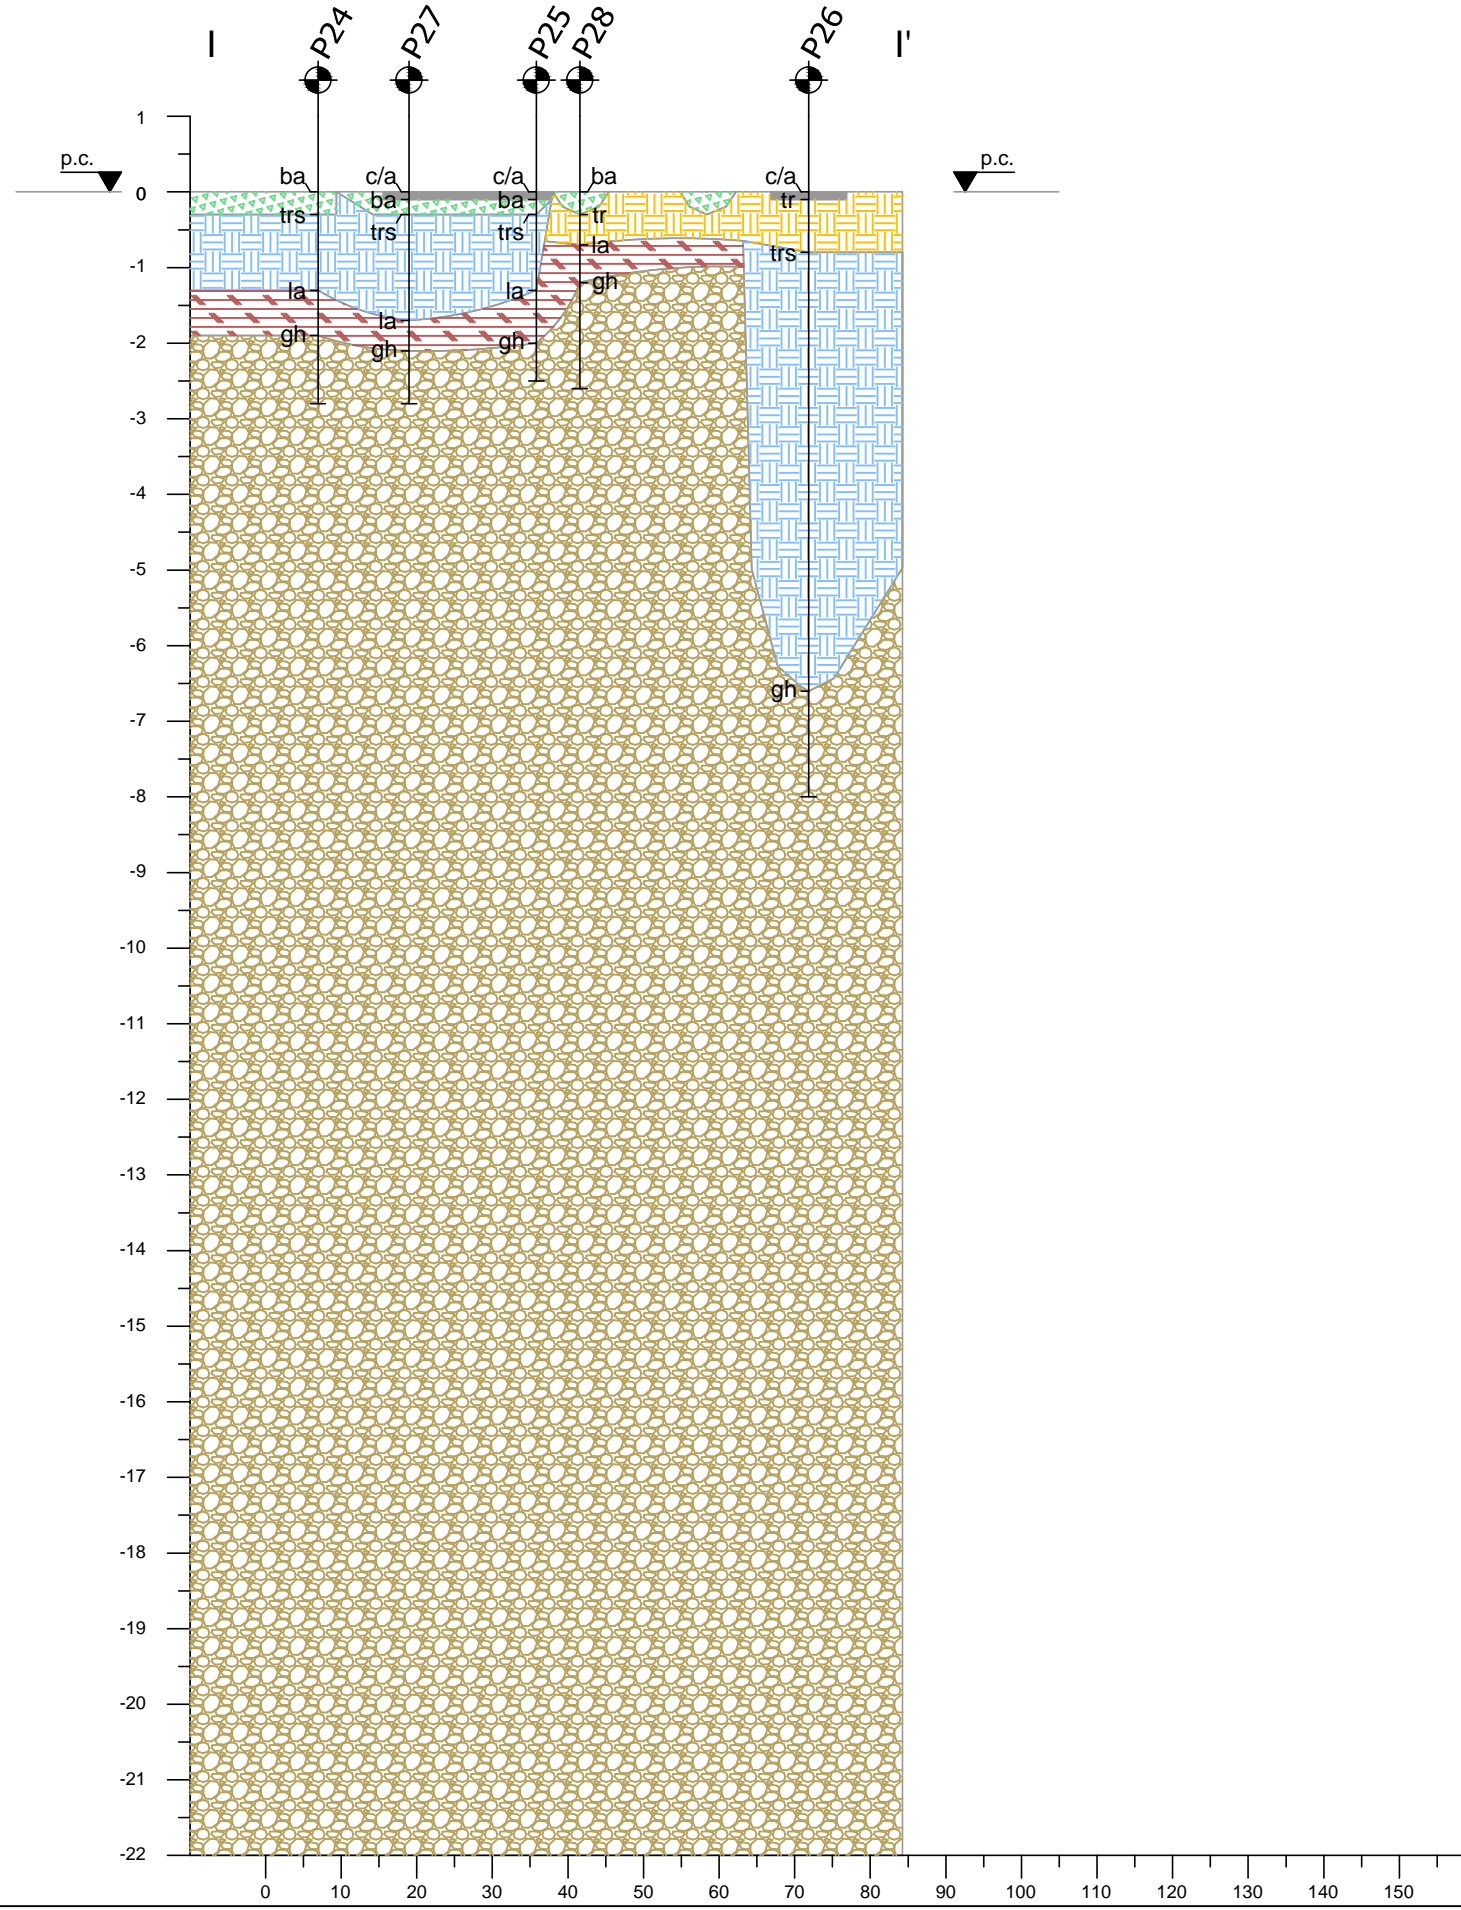 I P24 P27 P25 P28 P26 I'
1
p.c. p.c.
ba c/a c/a ba c/a
0
ba ba tr
trs tr
trs trs
la
trs
-1
gh
la la
la
gh gh
-2
gh
-3
-4
-5
-6
gh
-7
-8
-9
-10
-11
-12
-13
-14
-15
-16
-17
-18
-19
-20
-21
-22
0 10 20 30 40 50 60 70 80 90 100 110 120 130 140 150